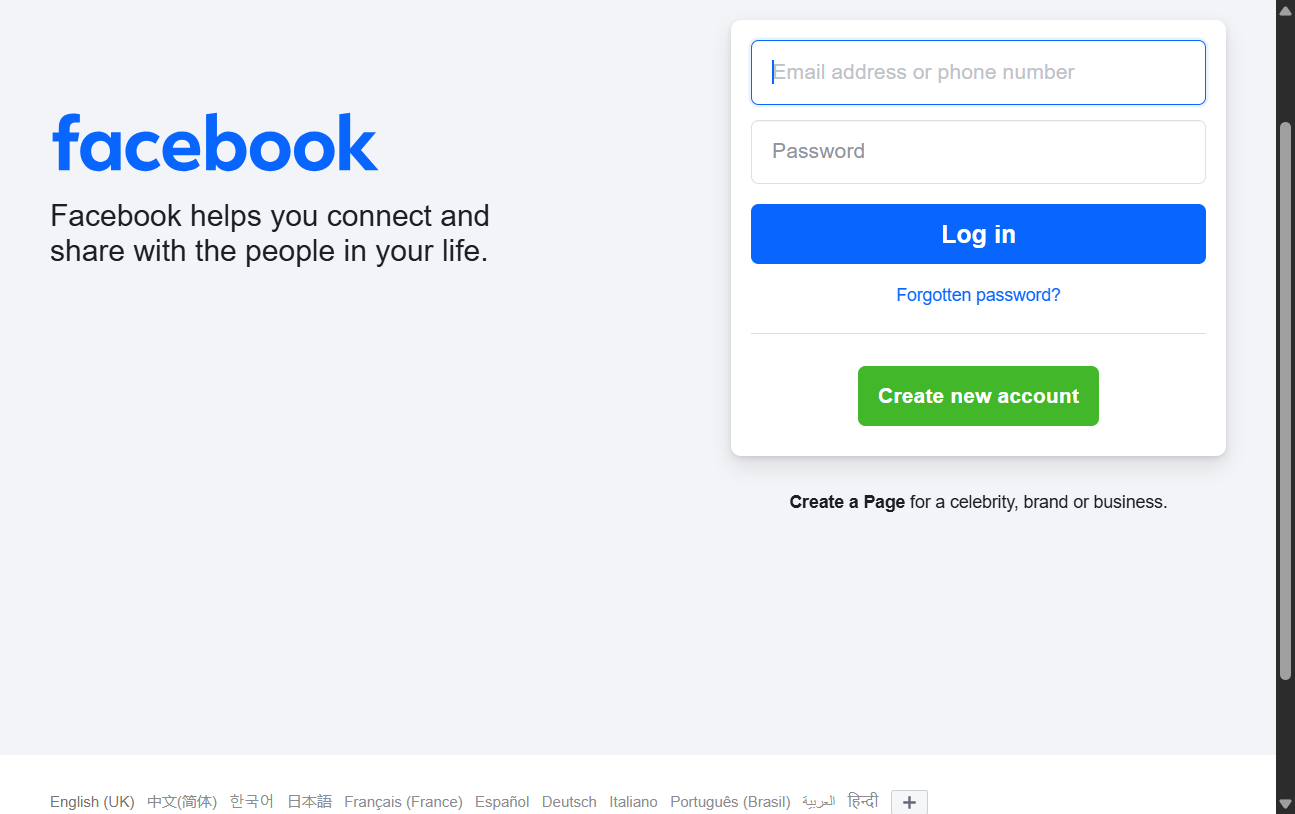 facebook
Facebook helps you connect and
share with the people in your life.
Email address or phone number
Password
Log in
Forgotten password?
Create new account
Create a Page for a celebrity, brand or business.
English (UK) 中文(简体) 한국어 日本語 Français (France) Español Deutsch Italiano Português (Brasil) العربية हिन्दी +